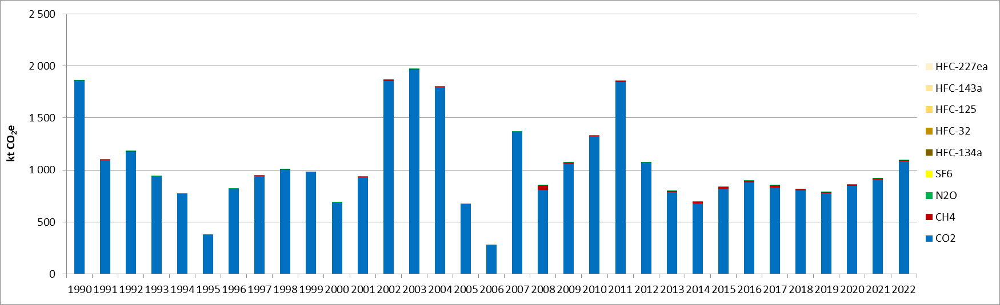 2 500
2 000
1 500
1 000
500
0
kt CO₂e
1990 1991 1992 1993 1994 1995 1996 1997 1998 1999 2000 2001 2002 2003 2004 2005 2006 2007 2008 2009 2010 2011 2012 2013 2014 2015 2016 2017 2018 2019 2020 2021 2022
HFC-227ea
HFC-143a
HFC-125
HFC-32
HFC-134a
SF6
N2O
CH4
CO2